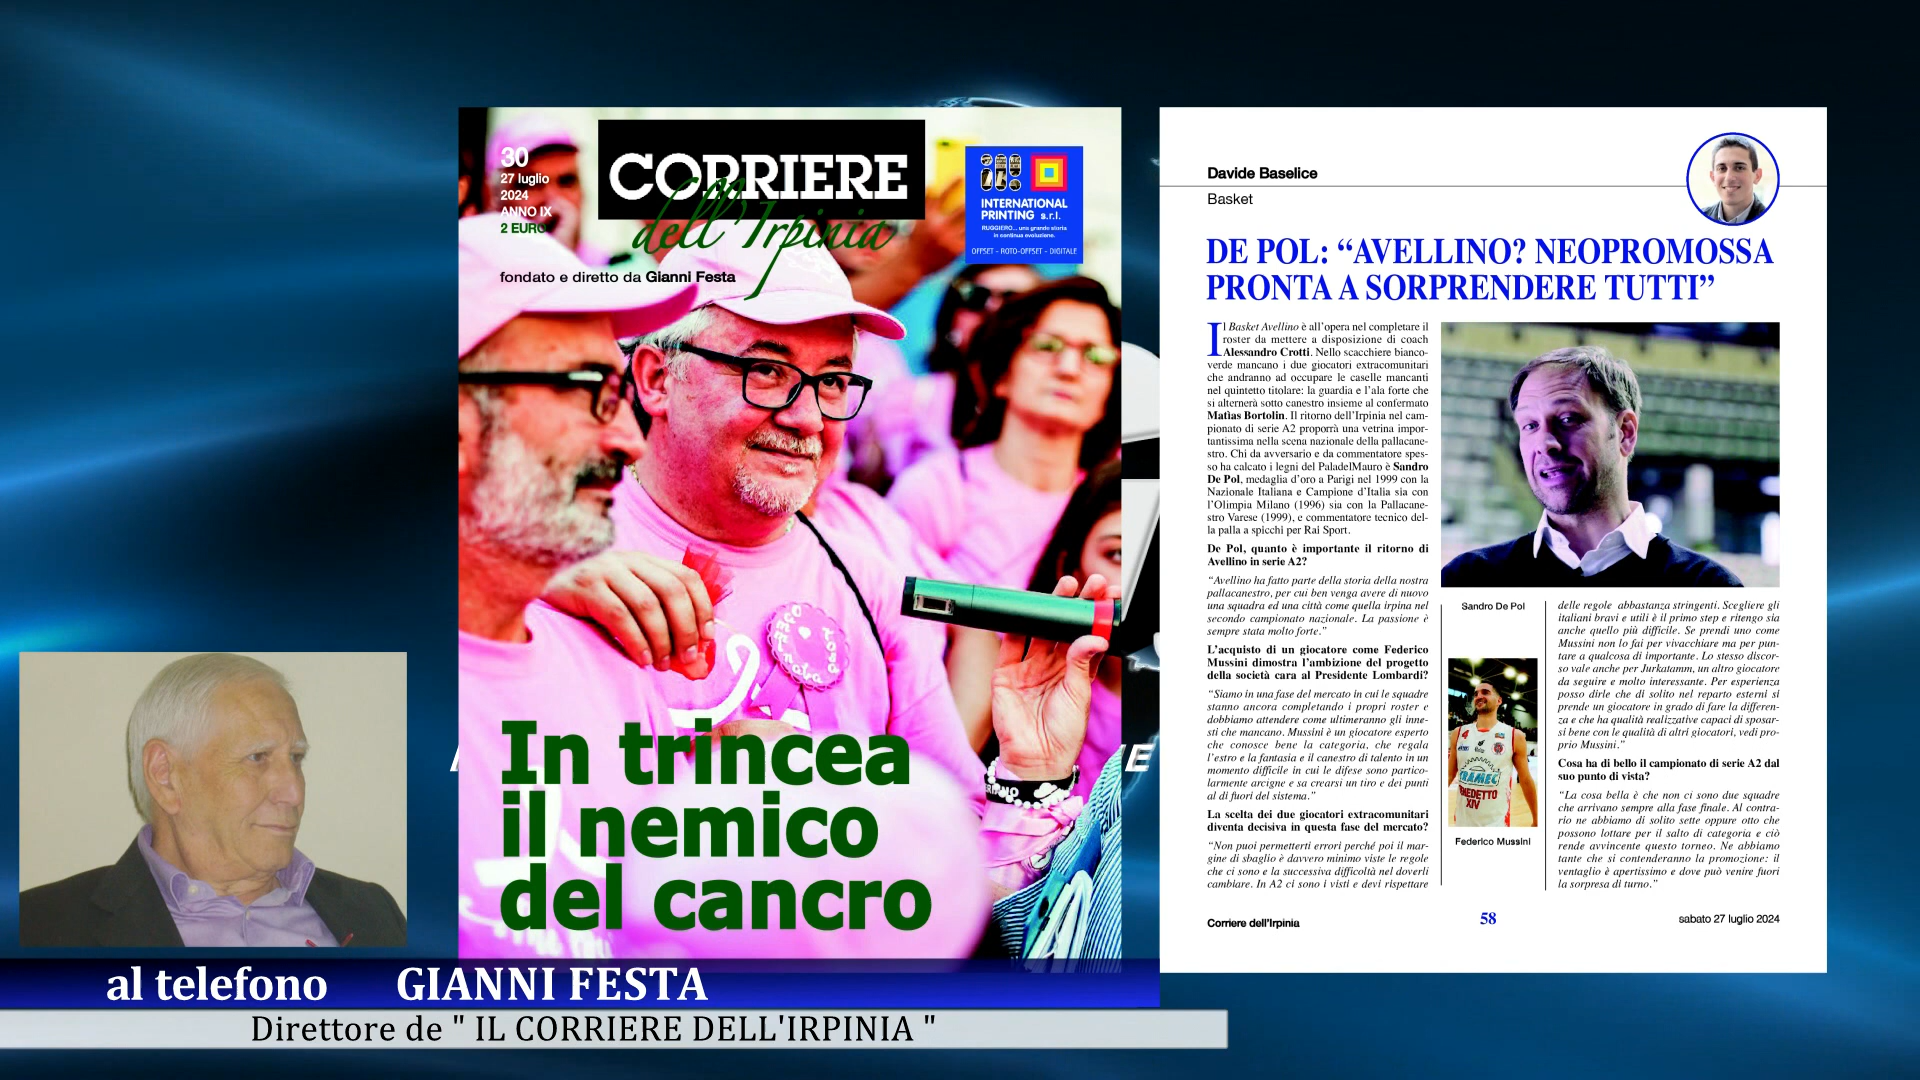 30
27 luglio
2024
ANNO IX
2 EURO
CORRIERE
dell'Irpinia
fondato e diretto da Gianni Festa
INTERNATIONAL
PRINTING s.r.l.
RUGGIERO... una grande storia
in continua evoluzione.
OFFSET - ROTO-OFFSET - DIGITALE
In trincea
il nemico
del cancro
Davide Baselice
Basket
DE POL: “AVELLINO? NEOPROMOSSA
PRONTA A SORPRENDERE TUTTI”
Il Basket Avellino è all’opera nel completare il
roster da mettere a disposizione di coach
Alessandro Crotti. Nello scacchiere bianco-
verde mancano i due giocatori extracomunitari
che andranno ad occupare le caselle mancanti
nel quintetto titolare: la guardia e l’ala forte che
si alternerà sotto canestro insieme al confermato
Matìas Bortolin. Il ritorno dell’Irpinia nel cam-
pionato di serie A2 proporrà una vetrina impor-
tantissima nella scena nazionale della pallacane-
stro. Chi da avversario e da commentatore spes-
so ha calcato i legni del PaladelMauro è Sandro
De Pol, medaglia d’oro a Parigi nel 1999 con la
Nazionale Italiana e Campione d’Italia sia con
l’Olimpia Milano (1996) sia con la Pallacane-
stro Varese (1999), e commentatore tecnico del-
la palla a spicchi per Rai Sport.
De Pol, quanto è importante il ritorno di
Avellino in serie A2?
“Avellino ha fatto parte della storia della nostra
pallacanestro, per cui ben venga avere di nuovo
una squadra ed una città come quella irpina nel
secondo campionato nazionale. La passione è
sempre stata molto forte.”
L’acquisto di un giocatore come Federico
Mussini dimostra l’ambizione del progetto
della società cara al Presidente Lombardi?
“Siamo in una fase del mercato in cui le squadre
stanno ancora completando i propri roster e
dobbiamo attendere come ultimeranno gli inne-
sti che mancano. Mussini è un giocatore esperto
che conosce bene la categoria, che regala
l’estro e la fantasia e il canestro di talento in un
momento difficile in cui le difese sono partico-
larmente arcigne e sa crearsi un tiro e dei punti
al di fuori del sistema.”
La scelta dei due giocatori extracomunitari
diventa decisiva in questa fase del mercato?
“Non puoi permetterti errori perché poi il mar-
gine di sbaglio è davvero minimo viste le regole
che ci sono e la successiva difficoltà nel doverli
cambiare. In A2 ci sono i visti e devi rispettare
Sandro De Pol
Federico Mussini
delle regole abbastanza stringenti. Scegliere gli
italiani bravi e utili è il primo step e ritengo sia
anche quello più difficile. Se prendi uno come
Mussini non lo fai per vivacchiare ma per pun-
tare a qualcosa di importante. Lo stesso discor-
so vale anche per Jurkatamm, un altro giocatore
da seguire e molto interessante. Per esperienza
posso dirle che di solito nel reparto esterni si
prende un giocatore in grado di fare la differen-
za e che ha qualità realizzative capaci di sposar-
si bene con le qualità di altri giocatori, vedi pro-
prio Mussini.”
Cosa ha di bello il campionato di serie A2 dal
suo punto di vista?
“La cosa bella è che non ci sono due squadre
che arrivano sempre alla fase finale. Al contra-
rio ne abbiamo di solito sette oppure otto che
possono lottare per il salto di categoria e ciò
rende avvincente questo torneo. Ne abbiamo
tante che si contenderanno la promozione: il
ventaglio è apertissimo e dove può venire fuori
la sorpresa di turno.”
Corriere dell'Irpinia
58
sabato 27 luglio 2024
al telefono GIANNI FESTA
Direttore de " IL CORRIERE DELL'IRPINIA "